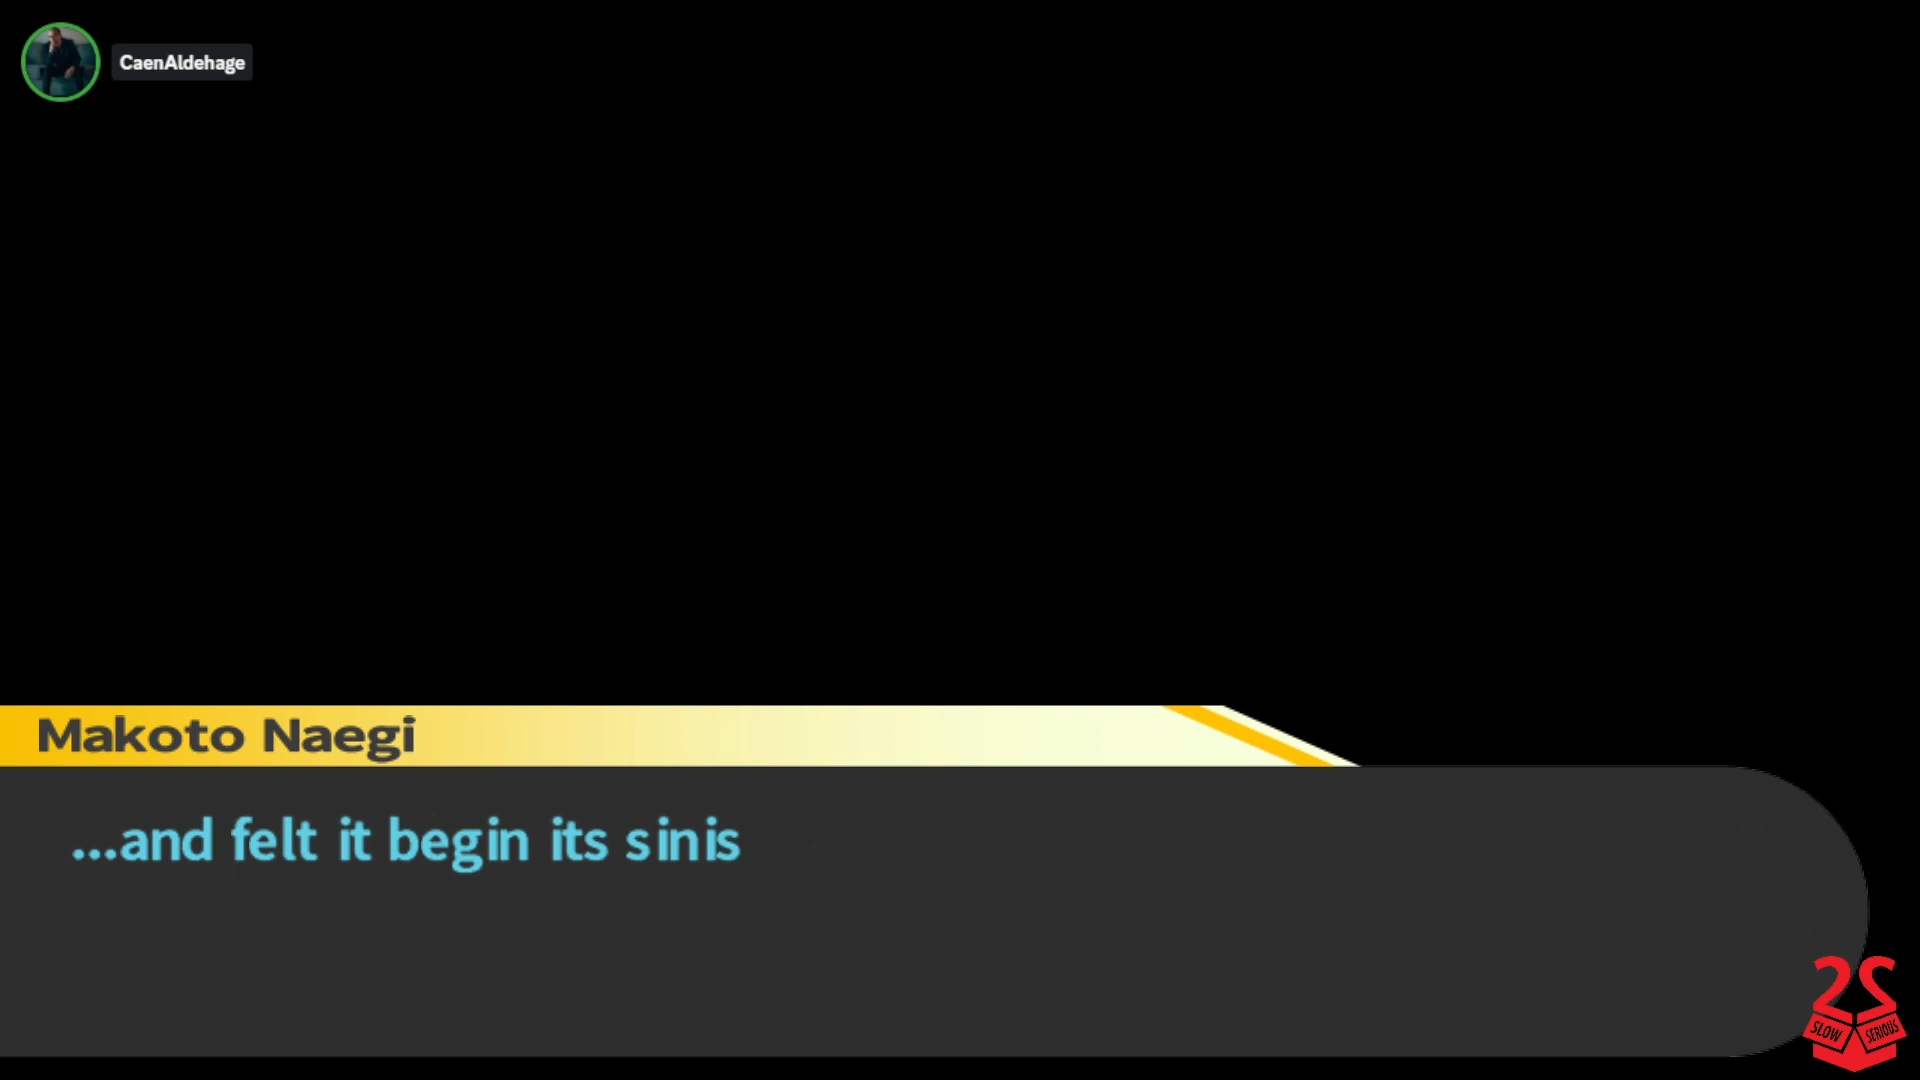 CaenAldehage
Makoto Naegi
...and felt it begin its sinis
2S
SLOW SERIOUS